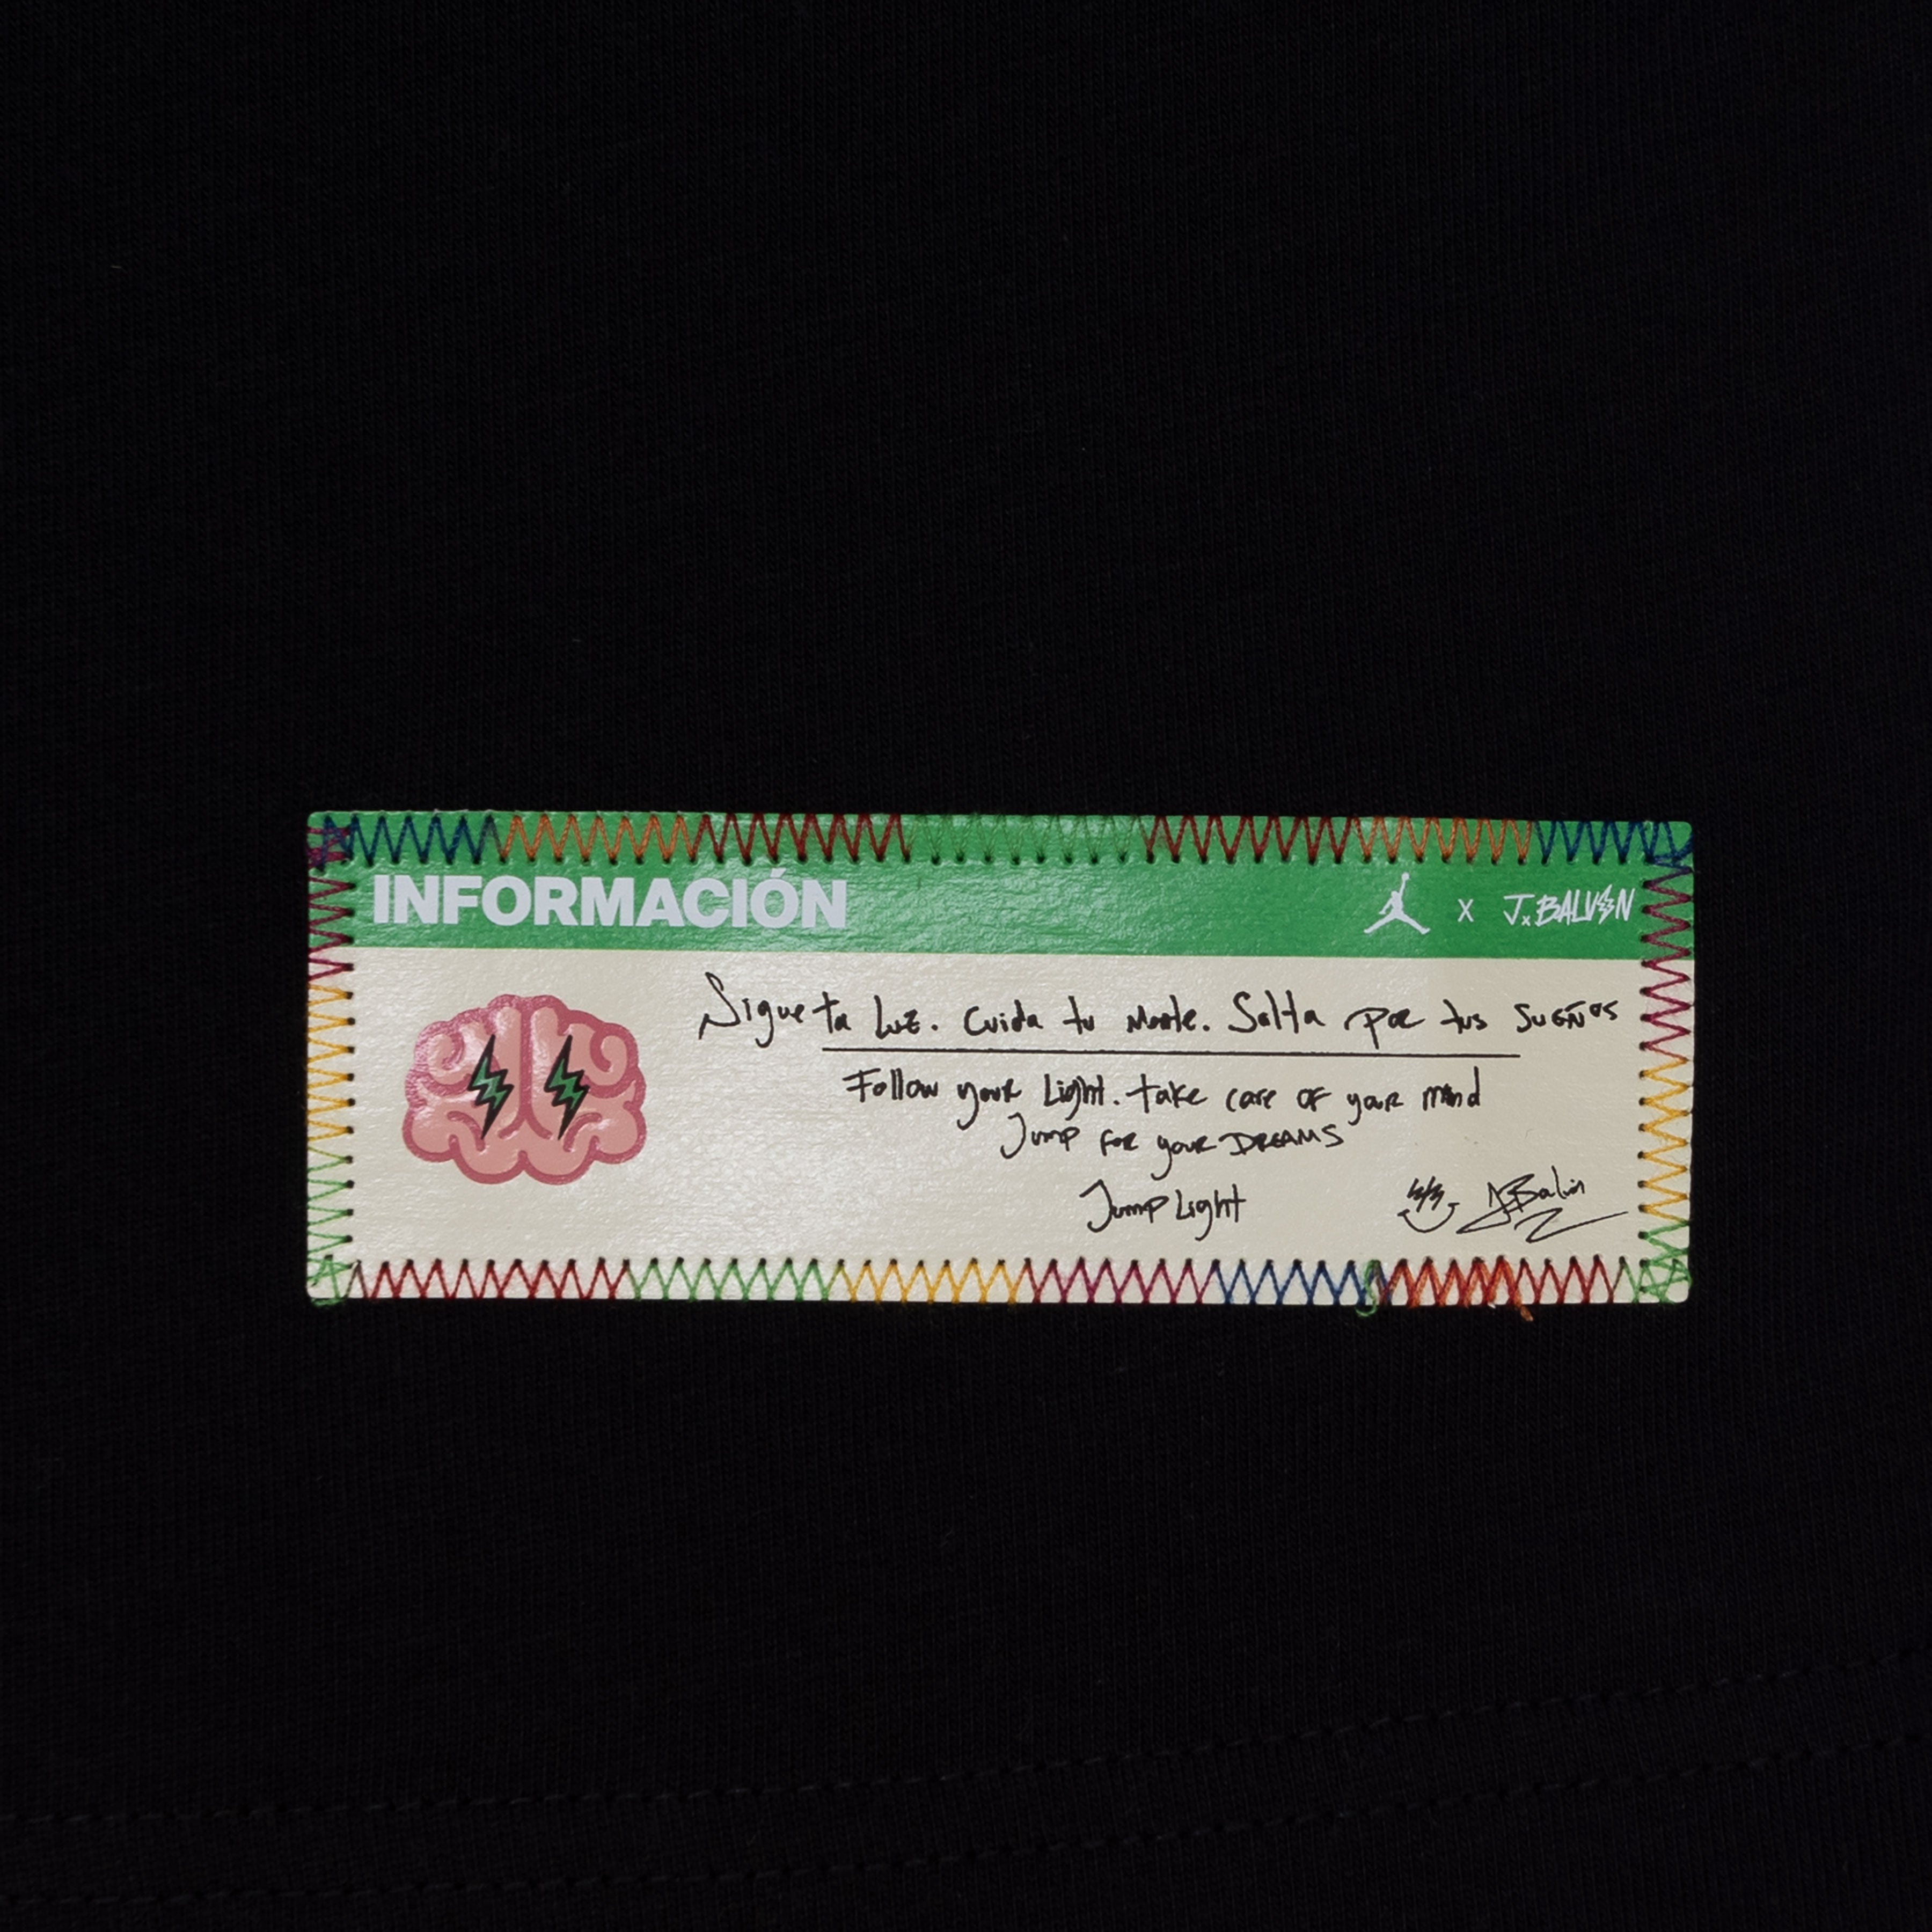 INFORMACIÓN
X J.BALVIN
Sigue tu Luz. Cuida tu Mente. Salta por tus SUEÑOS
Follow your Light. take care of your mind
Jump for your DREAMS
Jump Light
J.Balvin